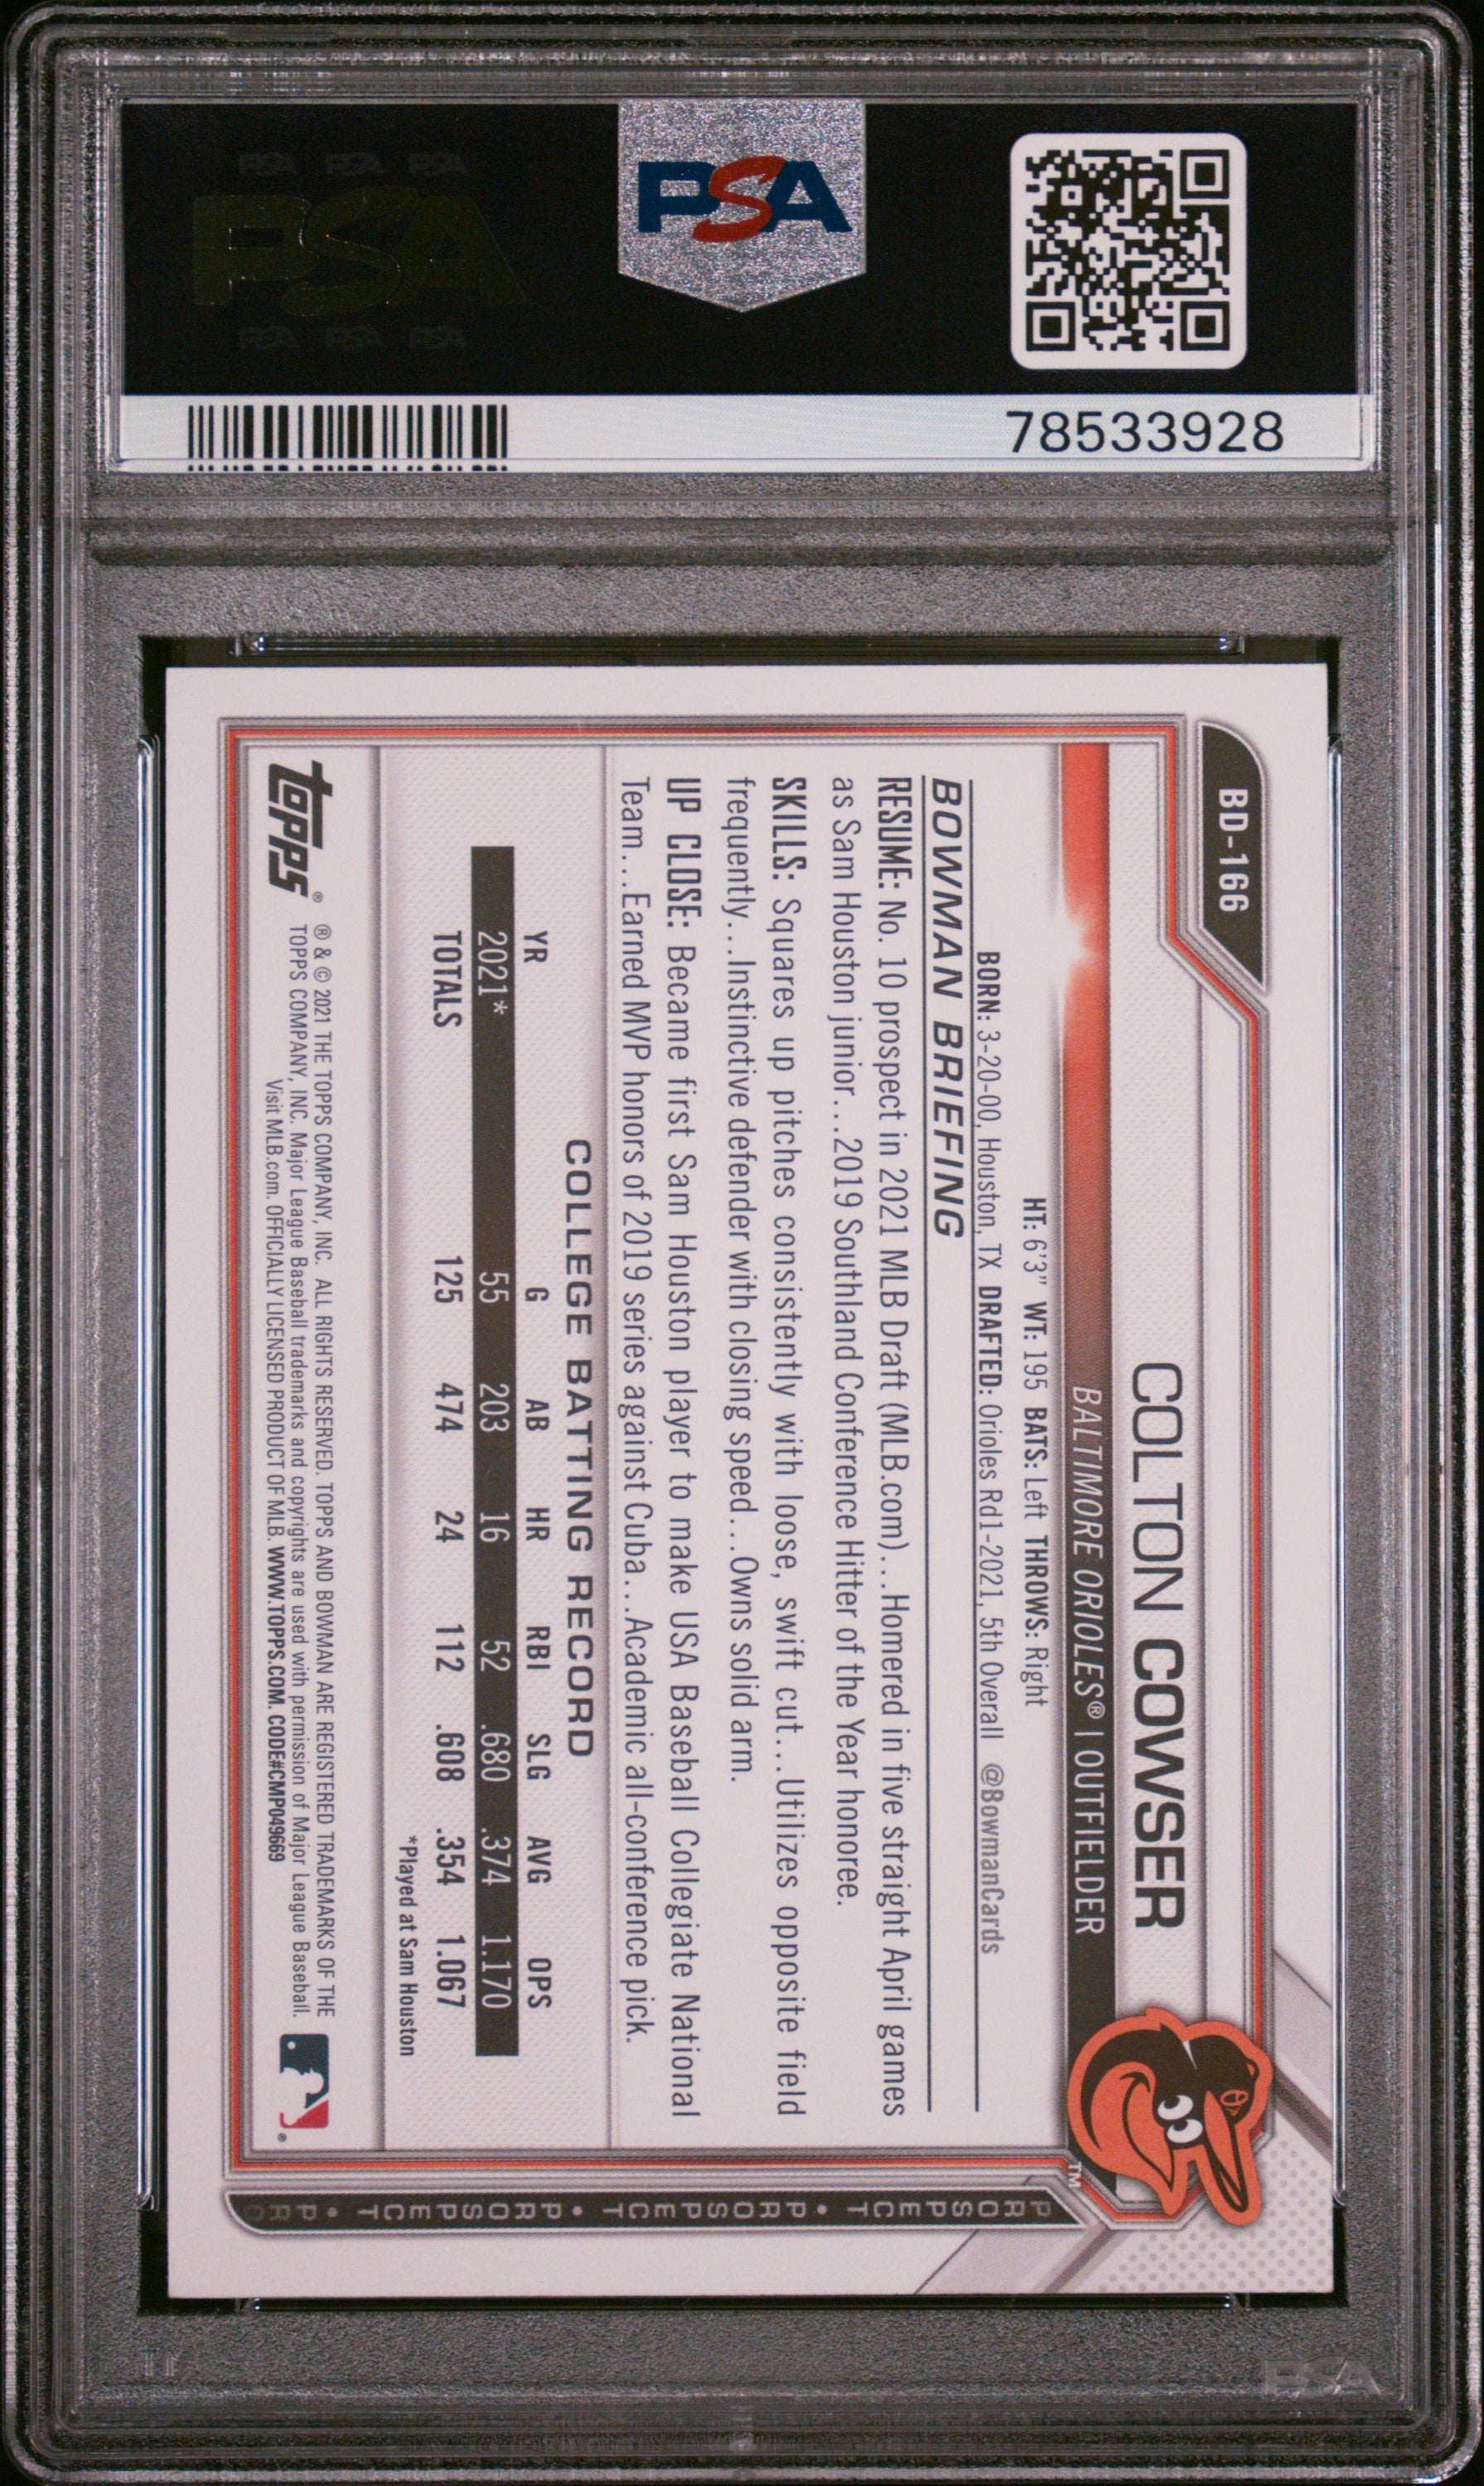 PSA PSA PSA
PSA
PSA PSA PSA
PSA
78533928
BD-166
COLTON COWSER
BALTIMORE ORIOLES® | OUTFIELDER
HT: 6'3" WT: 195 BATS: Left THROWS: Right
BORN: 3-20-00, Houston, TX DRAFTED: Orioles Rd1-2021, 5th Overall @BowmanCards
BOWMAN BRIEFING
RESUME: No. 10 prospect in 2021 MLB Draft (MLB.com)...Homered in five straight April games
as Sam Houston junior...2019 Southland Conference Hitter of the Year honoree.
SKILLS: Squares up pitches consistently with loose, swift cut...Utilizes opposite field
frequently...Instinctive defender with closing speed...Owns solid arm.
UP CLOSE: Became first Sam Houston player to make USA Baseball Collegiate National
Team...Earned MVP honors of 2019 series against Cuba...Academic all-conference pick.
COLLEGE BATTING RECORD
YR G AB HR RBI SLG AVG OPS
2021* 55 203 16 52 .680 .374 1.170
TOTALS 125 474 24 112 .608 .354 1.067
*Played at Sam Houston
topps®
® & © 2021 THE TOPPS COMPANY, INC. ALL RIGHTS RESERVED. TOPPS AND BOWMAN ARE REGISTERED TRADEMARKS OF THE
TOPPS COMPANY, INC. Major League Baseball trademarks and copyrights are used with permission of Major League Baseball.
Visit MLB.com. OFFICIALLY LICENSED PRODUCT OF MLB. WWW.TOPPS.COM. CODE#CMP049669
®
TM
PROSPECT • PROSPECT • PROSPECT • PR
PSA